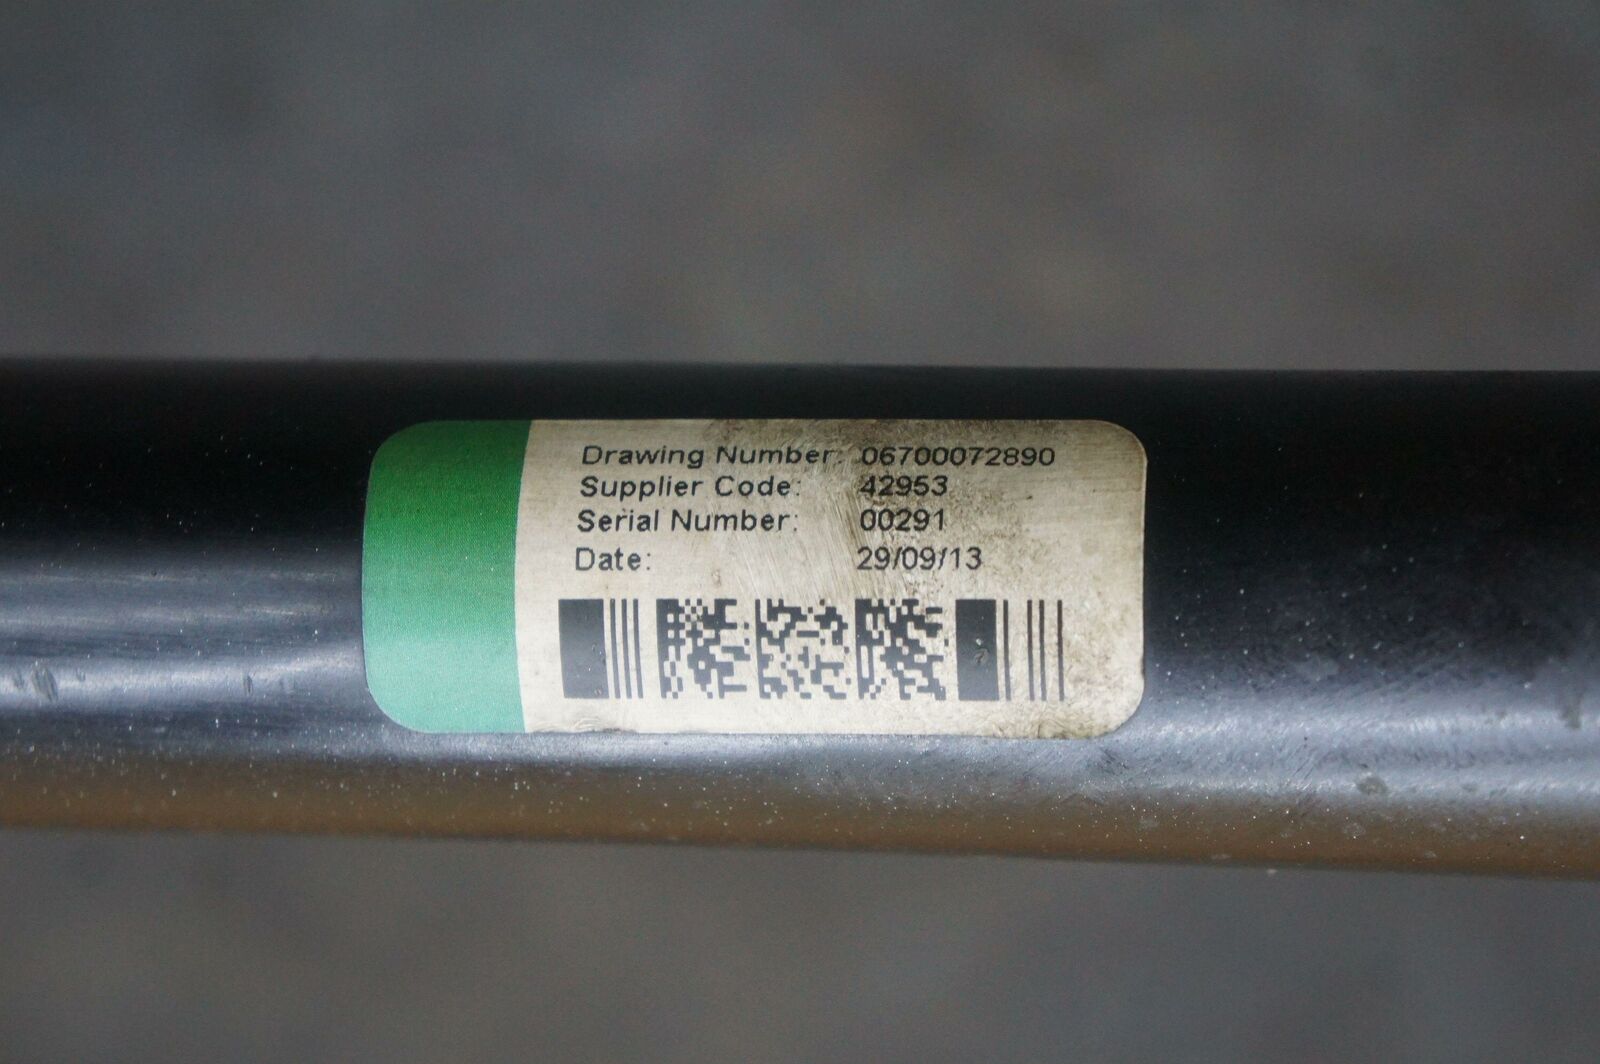 Drawing Number: 06700072890
Supplier Code: 42953
Serial Number: 00291
Date: 29/09/13